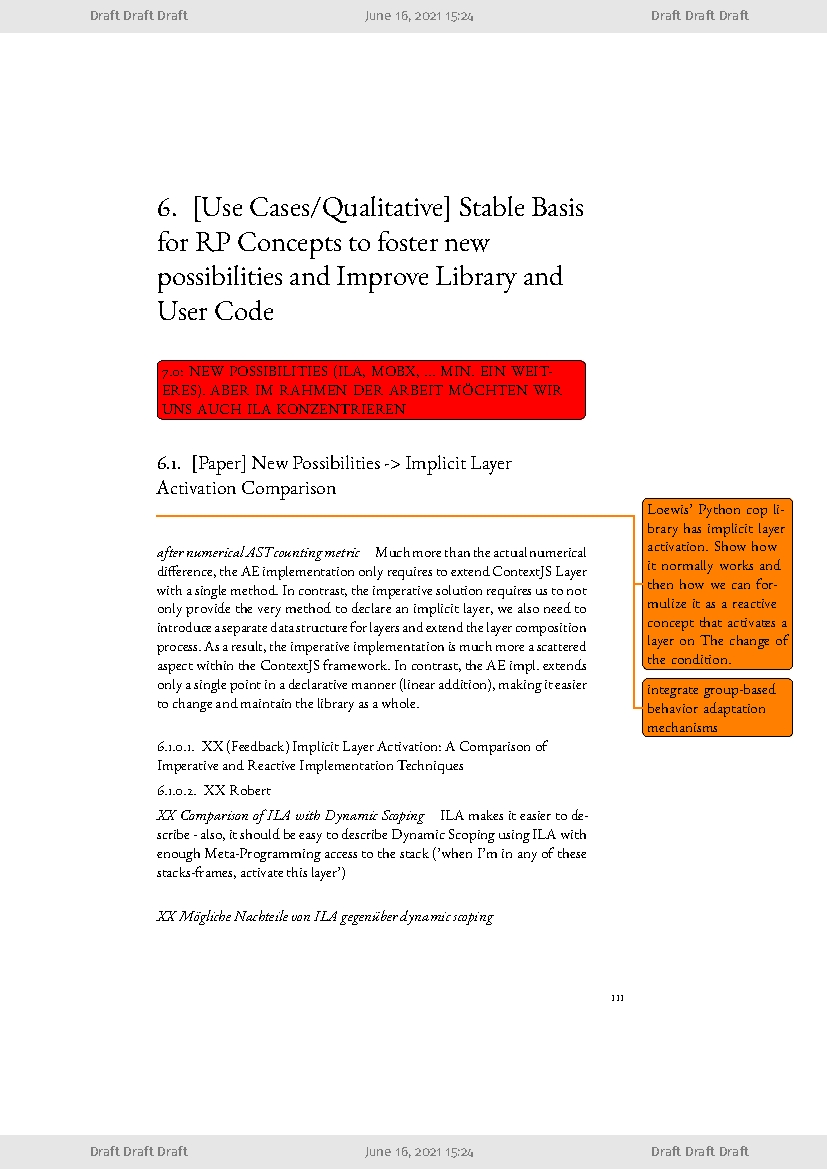 Draft Draft Draft June 16, 2021 15:24 Draft Draft Draft
6. [Use Cases/Qualitative] Stable Basis
for RP Concepts to foster new
possibilities and Improve Library and
User Code
7.0: NEW POSSIBILITIES (ILA, MOBX, ... MIN. EIN WEIT-
ERES). ABER IM RAHMEN DER ARBEIT MÖCHTEN WIR
UNS AUCH ILA KONZENTRIEREN
6.1. [Paper] New Possibilities -> Implicit Layer
Activation Comparison
after numerical AST counting metric Much more than the actual numerical
difference, the AE implementation only requires to extend ContextJS Layer
with a single method. In contrast, the imperative solution requires us to not
only provide the very method to declare an implicit layer, we also need to
introduce a separate data structure for layers and extend the layer composition
process. As a result, the imperative implementation is much more a scattered
aspect within the ContextJS framework. In contrast, the AE impl. extends
only a single point in a declarative manner (linear addition), making it easier
to change and maintain the library as a whole.
Loewis' Python cop li-
brary has implicit layer
activation. Show how
it normally works and
then how we can for-
mulize it as a reactive
concept that activates a
layer on The change of
the condition.
integrate group-based
behavior adaptation
mechanisms
6.1.0.1. XX (Feedback) Implicit Layer Activation: A Comparison of
Imperative and Reactive Implementation Techniques
6.1.0.2. XX Robert
XX Comparison of ILA with Dynamic Scoping ILA makes it easier to de-
scribe - also, it should be easy to describe Dynamic Scoping using ILA with
enough Meta-Programming access to the stack ('when I'm in any of these
stacks-frames, activate this layer')
XX Mögliche Nachteile von ILA gegenüber dynamic scoping
111
Draft Draft Draft June 16, 2021 15:24 Draft Draft Draft